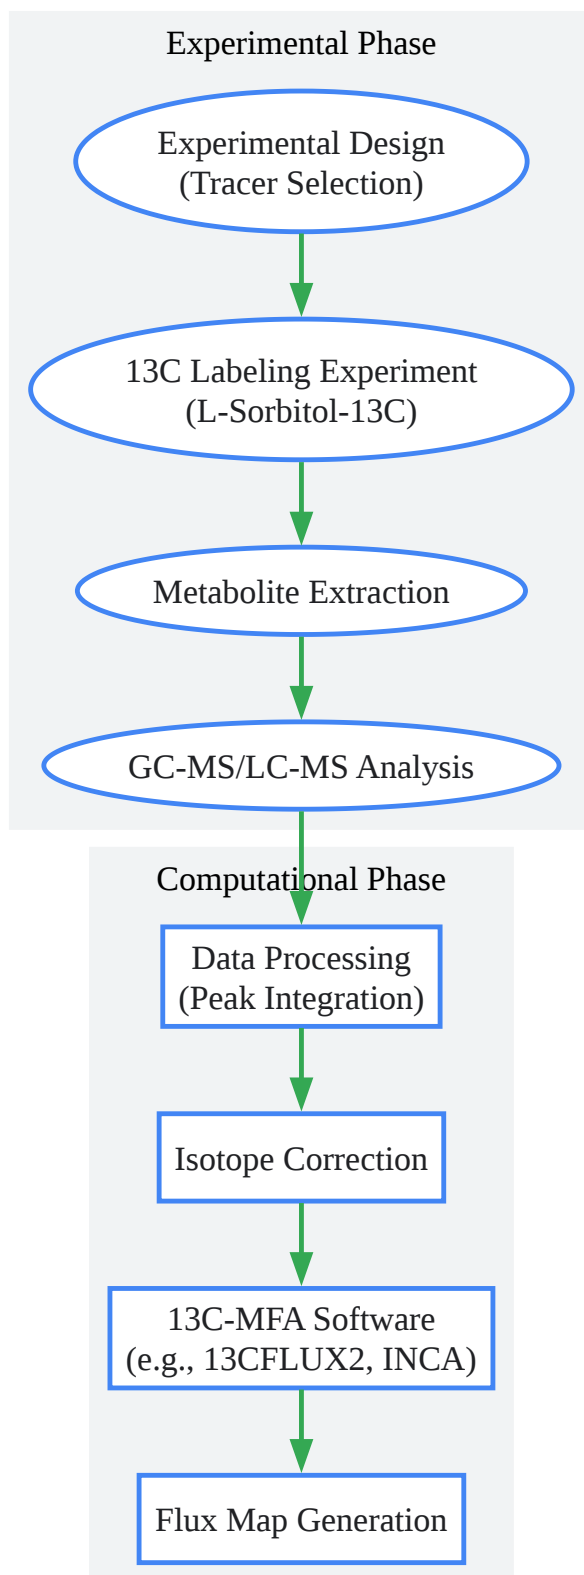 Experimental Phase
Experimental Design
(Tracer Selection)
13C Labeling Experiment
(L-Sorbitol-13C)
Metabolite Extraction
GC-MS/LC-MS Analysis
Computational Phase
Data Processing
(Peak Integration)
Isotope Correction
13C-MFA Software
(e.g., 13CFLUX2, INCA)
Flux Map Generation